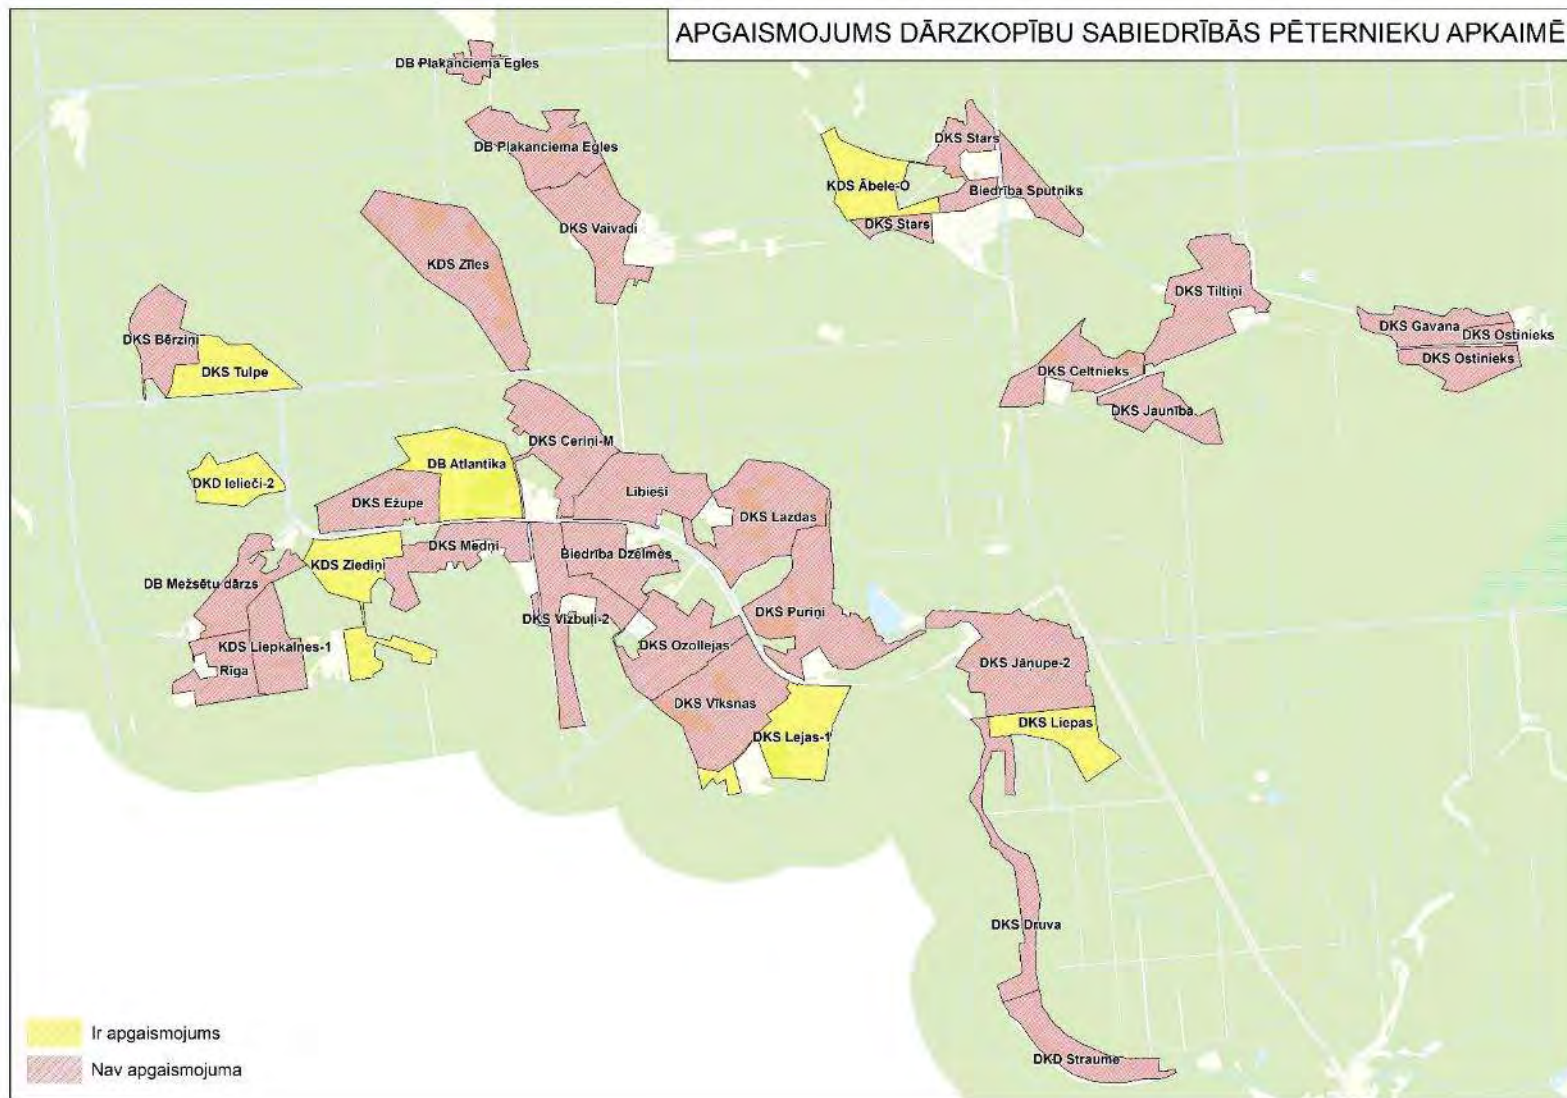 APGAISMOJUMS DĀRZKOPĪBU SABIEDRĪBĀS PĒTERNIEKU APKAIMĒ
DB Plakanciema Egles
DB Plakanciema Egles
DKS Stars
KDS Ābele-O
Biedrība Sputniks
DKS Stars
DKS Vaivadi
KDS Zīles
DKS Tiltiņi
DKS Gavaņa
DKS Ostinieks
DKS Ostinieks
DKS Bērziņi
DKS Tulpe
DKS Celtnieks
DKS Jaunība
DKS Ceriņi-M
DB Atlantika
DKD Ielieči-2
DKS Ežupe
Lībieši
DKS Lazdas
DKS Medņi
Biedrība Dzelmes
KDS Ziediņi
DB Mežsētu dārzs
DKS Vizbuļi-2
DKS Puriņi
DKS Ozollejas
KDS Liepkalnes-1
Rīga
DKS Jāņupe-2
DKS Vīksnas
DKS Liepas
DKS Lejas-1
DKS Druva
DKD Straume
Ir apgaismojums
Nav apgaismojuma